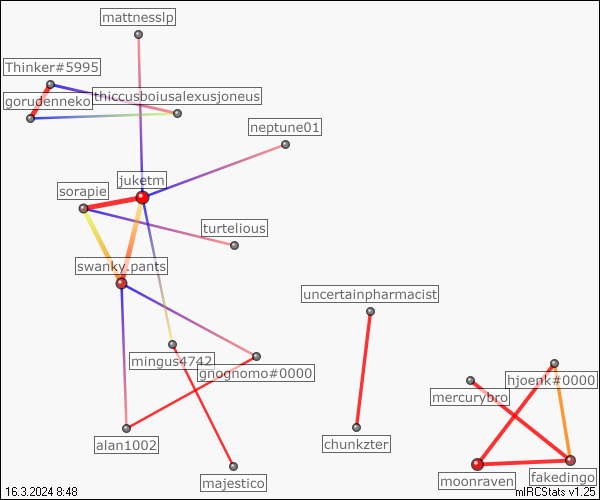 mattnesslp
Thinker#5995
thiccusboiusalexusjoneus
gorudenneko
neptune01
juketm
sorapie
turtelious
swanky.pants
uncertainpharmacist
mingus4742
gnognomo#0000
hjoenk#0000
mercurybro
alan1002
chunkzter
majestico
moonraven
fakedingo
16.3.2024 8:48
mIRCStats v1.25